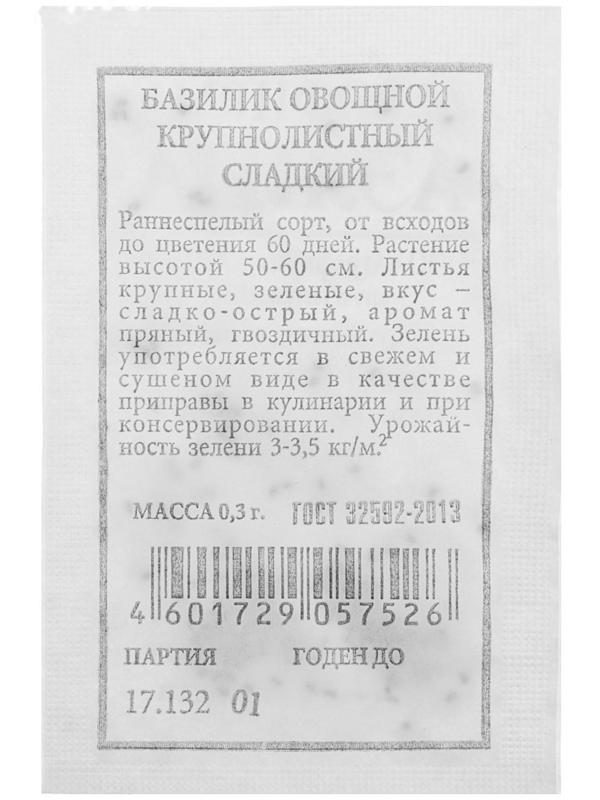 БАЗИЛИК ОВОЩНОЙ
КРУПНОЛИСТНЫЙ
СЛАДКИЙ
Раннеспелый сорт, от всходов
до цветения 60 дней. Растение
высотой 50-60 см. Листья
крупные, зеленые, вкус –
сладко-острый, аромат
пряный, гвоздичный. Зелень
употребляется в свежем и
сушеном виде в качестве
приправы в кулинарии и при
консервировании. Урожай-
ность зелени 3-3,5 кг/м.²
МАССА 0,3 г. ГОСТ 32592-2013
4 601729 057526
ПАРТИЯ ГОДЕН ДО
17.132 01